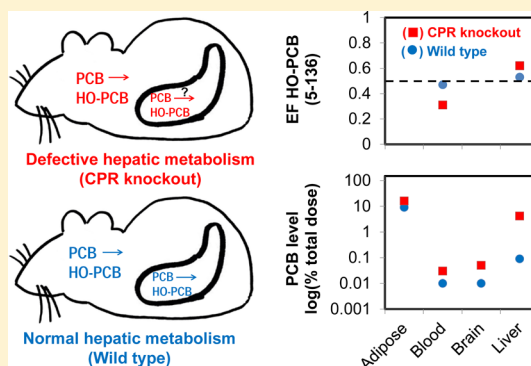 PCB →
HO-PCB
?
PCB →
HO-PCB
Defective hepatic metabolism
(CPR knockout)
PCB →
HO-PCB
PCB →
HO-PCB
Normal hepatic metabolism
(Wild type)
EF HO-PCB
(5-136)
1
0.8
0.6
0.4
0.2
0
( ) CPR knockout
( ) Wild type
PCB level
log(% total dose)
100
10
1
0.1
0.01
0.001
Adipose
Blood
Brain
Liver